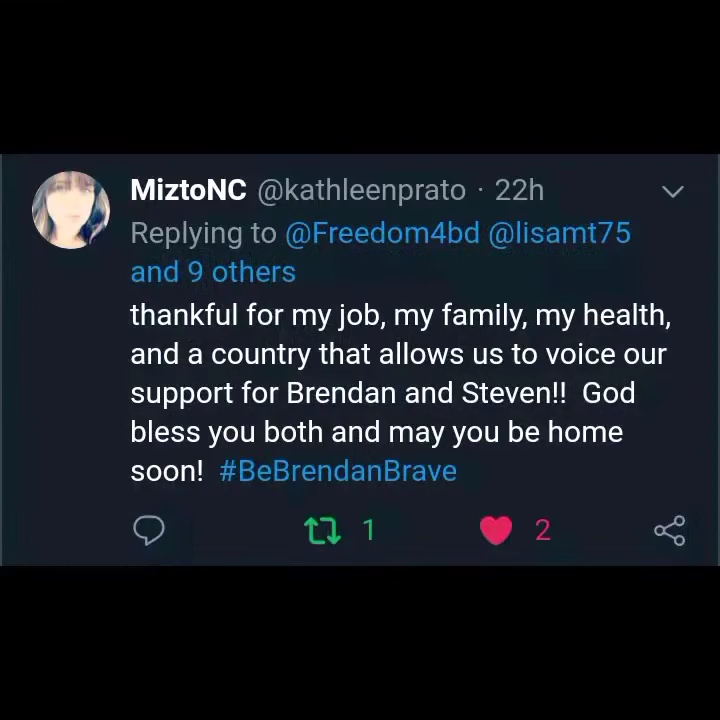 MiztoNC @kathleenprato · 22h
Replying to @Freedom4bd @lisamt75
and 9 others
thankful for my job, my family, my health,
and a country that allows us to voice our
support for Brendan and Steven!!  God
bless you both and may you be home
soon!  #BeBrendanBrave
1 2